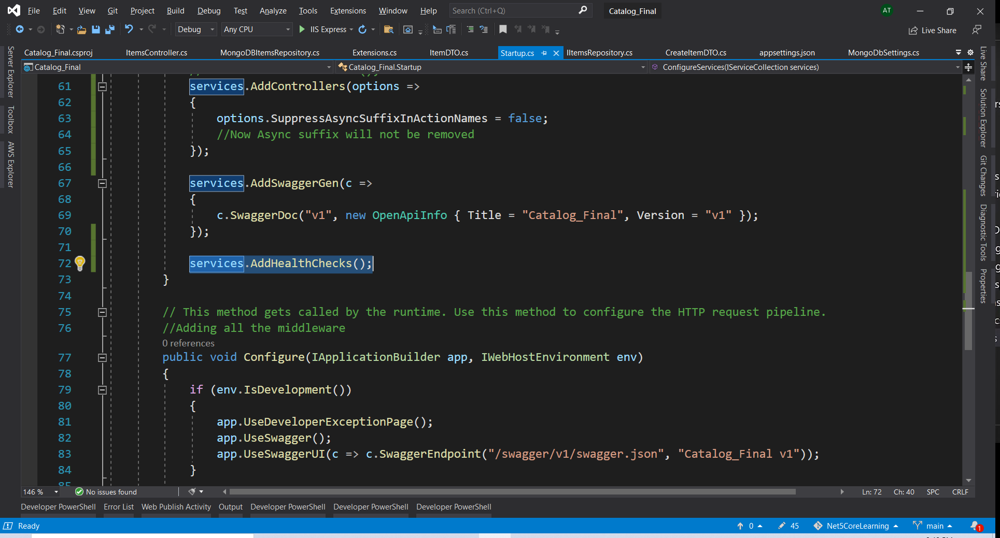 File Edit View Git Project Build Debug Test Analyze Tools Extensions Window Help Search (Ctrl+Q) Catalog_Final AT
Debug Any CPU IIS Express Live Share
Catalog_Final.csproj ItemsController.cs MongoDBItemsRepository.cs Extensions.cs ItemDTO.cs Startup.cs IItemsRepository.cs CreateItemDTO.cs appsettings.json MongoDbSettings.cs
Catalog_Final Catalog_Final.Startup ConfigureServices(IServiceCollection services)
Server Explorer
Toolbox
AWS Explorer
61 services.AddControllers(options =>
62 {
63 options.SuppressAsyncSuffixInActionNames = false;
64 //Now Async suffix will not be removed
65 });
66
67 services.AddSwaggerGen(c =>
68 {
69 c.SwaggerDoc("v1", new OpenApiInfo { Title = "Catalog_Final", Version = "v1" });
70 });
71
72 services.AddHealthChecks();
73 }
74
75 // This method gets called by the runtime. Use this method to configure the HTTP request pipeline.
76 //Adding all the middleware
0 references
77 public void Configure(IApplicationBuilder app, IWebHostEnvironment env)
78 {
79 if (env.IsDevelopment())
80 {
81 app.UseDeveloperExceptionPage();
82 app.UseSwagger();
83 app.UseSwaggerUI(c => c.SwaggerEndpoint("/swagger/v1/swagger.json", "Catalog_Final v1"));
84 }
85
Live Share
Solution Explorer
Git Changes
Diagnostic Tools
Properties
146 % No issues found Ln: 72 Ch: 40 SPC CRLF
Developer PowerShell Error List Web Publish Activity Output Developer PowerShell Developer PowerShell Developer PowerShell
Ready 0 45 Net5CoreLearning main 1